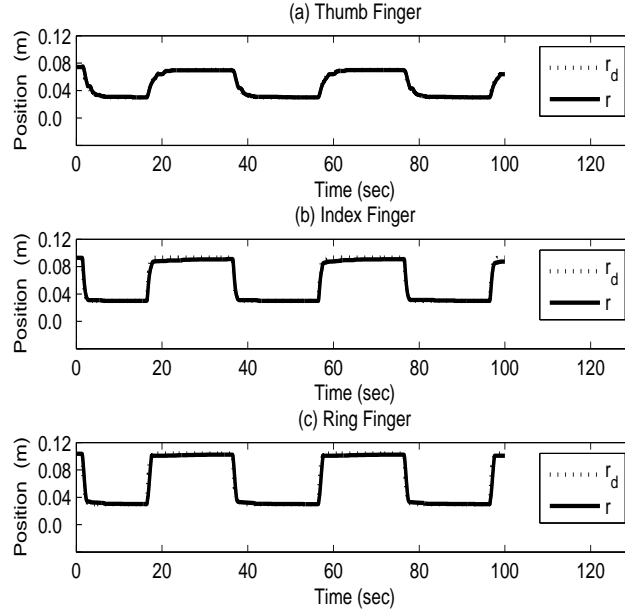 (a) Thumb Finger
0.12
0.08
0.04
0.0
Position (m)
r_d
r
0 20 40 60 80 100 120
Time (sec)
(b) Index Finger
0.12
0.08
0.04
0.0
Position (m)
r_d
r
0 20 40 60 80 100 120
Time (sec)
(c) Ring Finger
0.12
0.08
0.04
0.0
Position (m)
r_d
r
0 20 40 60 80 100 120
Time (sec)